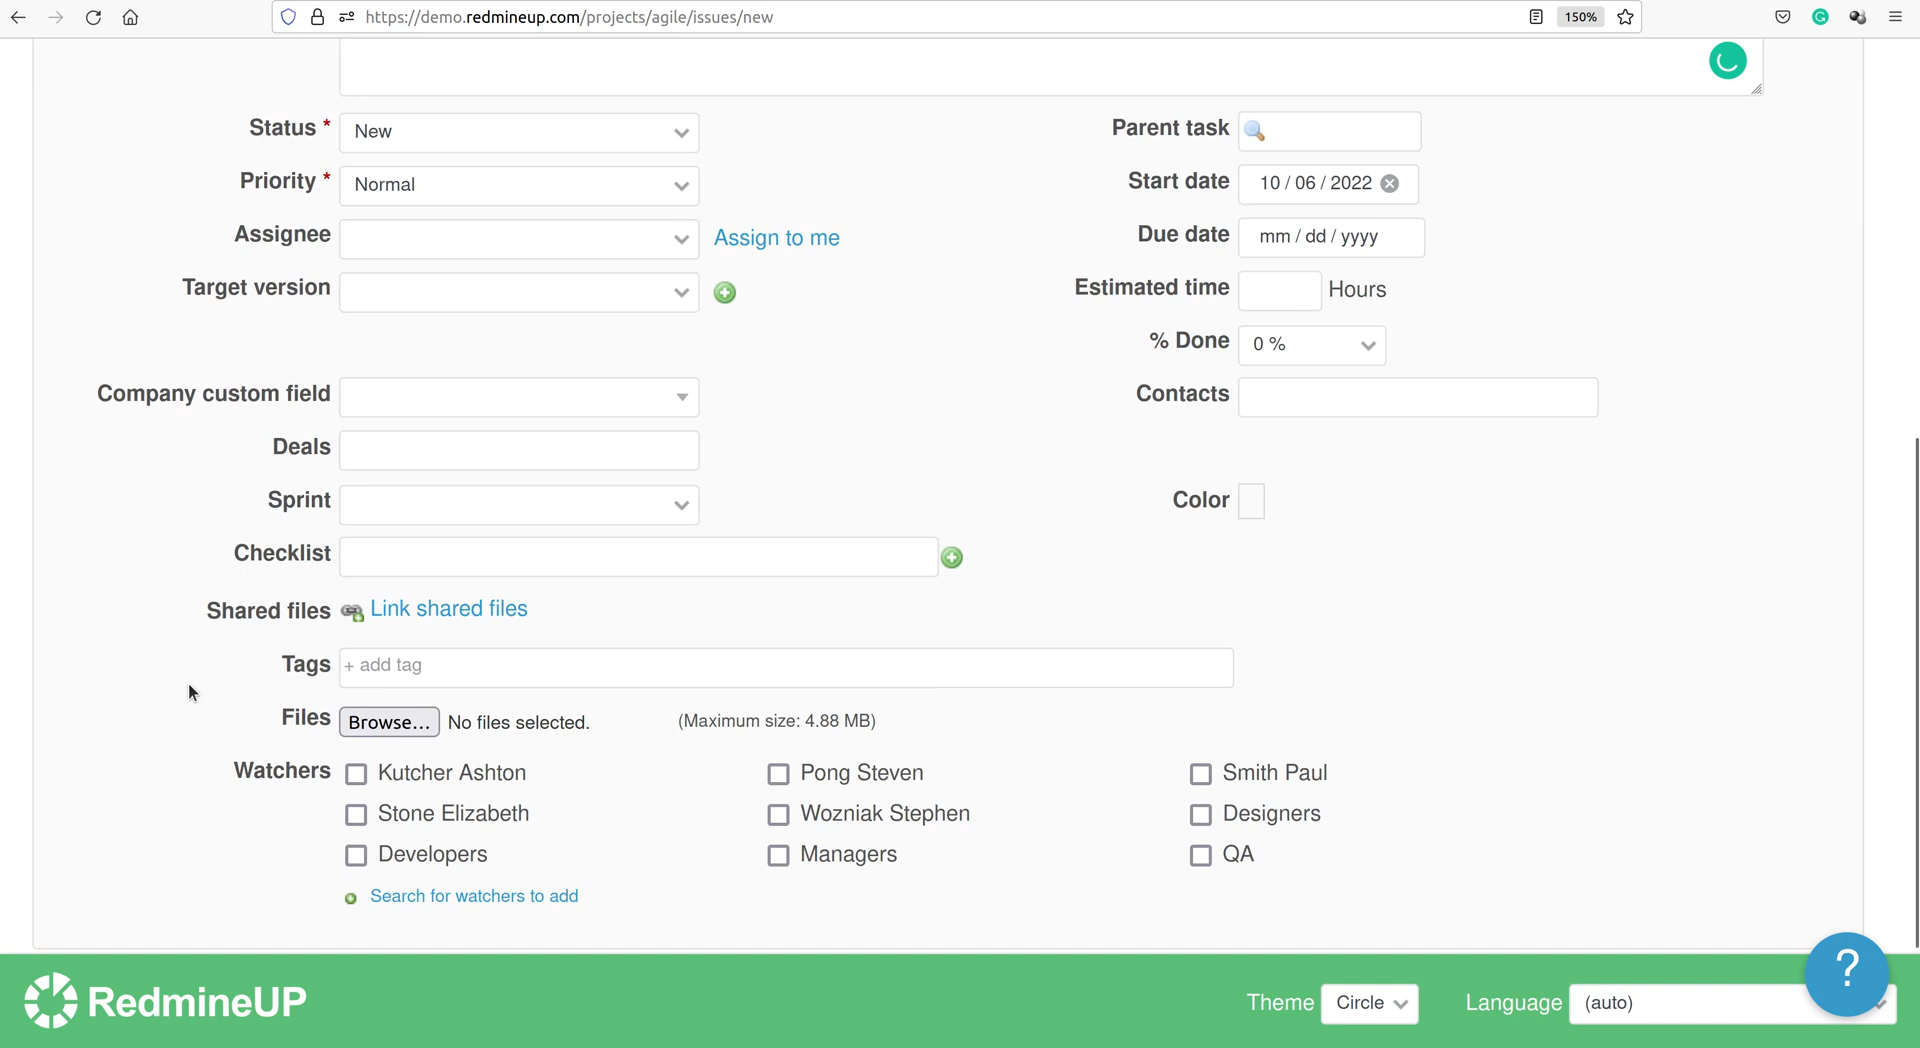 https://demo.redmineup.com/projects/agile/issues/new 150%
Status * New Parent task
Priority * Normal Start date 10 / 06 / 2022
Assignee Assign to me Due date mm / dd / yyyy
Target version Estimated time Hours
% Done 0 %
Company custom field Contacts
Deals
Sprint Color
Checklist
Shared files Link shared files
Tags + add tag
Files Browse... No files selected. (Maximum size: 4.88 MB)
Watchers Kutcher Ashton Pong Steven Smith Paul
Stone Elizabeth Wozniak Stephen Designers
Developers Managers QA
Search for watchers to add
?
RedmineUP Theme Circle Language (auto)